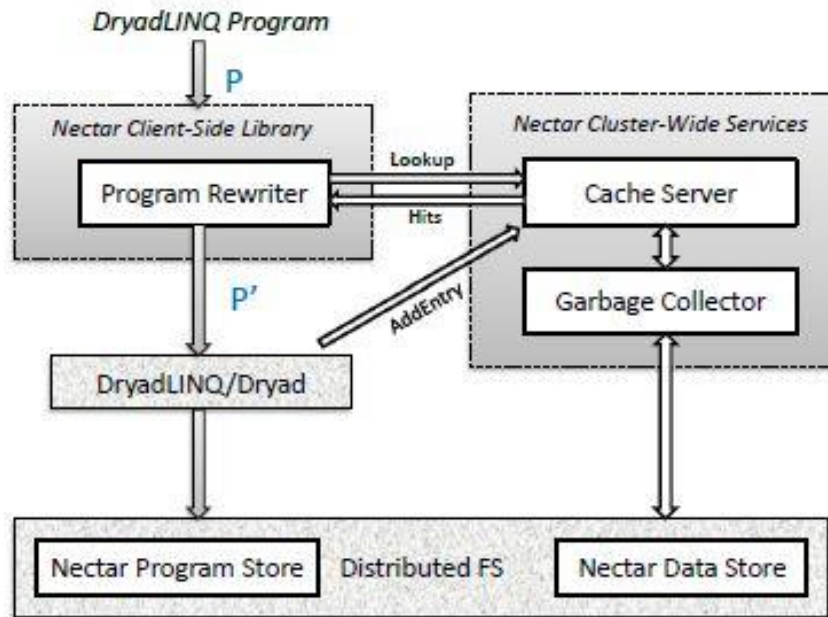 DryadLINQ Program
P
Nectar Client-Side Library
Nectar Cluster-Wide Services
Program Rewriter
Lookup
Hits
Cache Server
AddEntry
Garbage Collector
P'
DryadLINQ/Dryad
Nectar Program Store
Distributed FS
Nectar Data Store